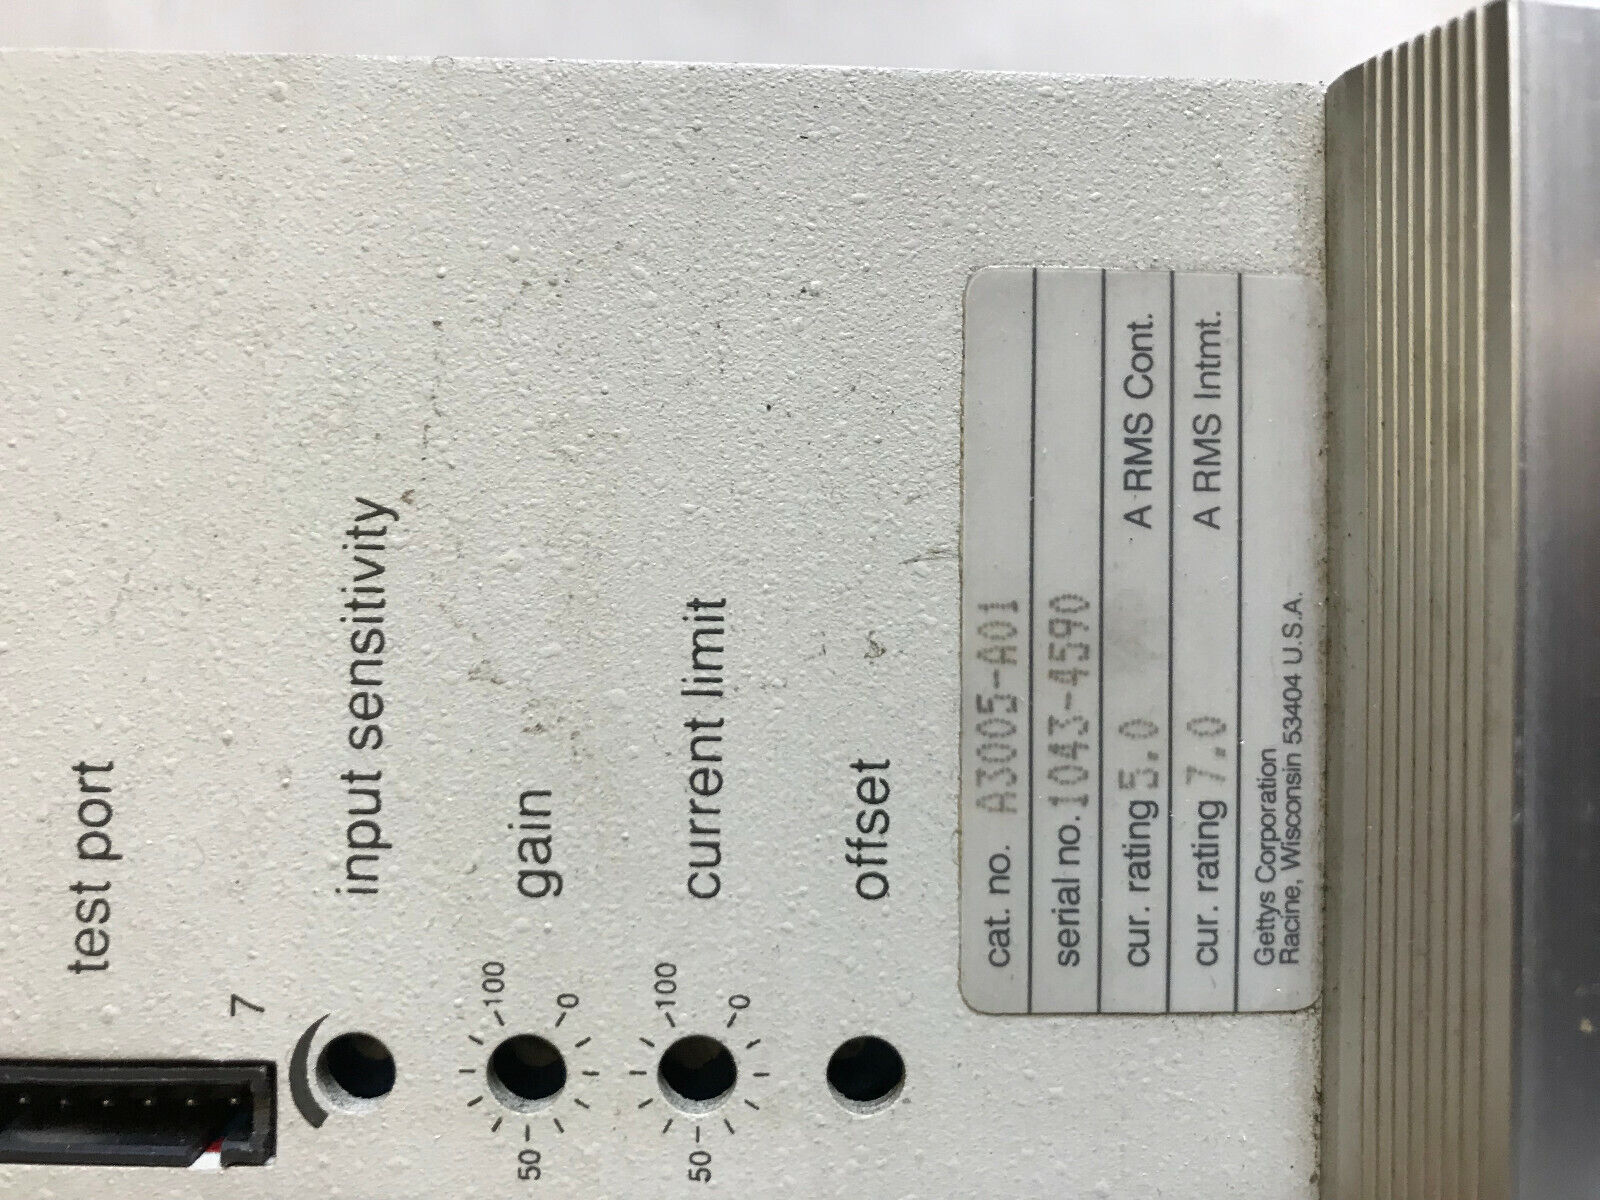 test port
7
input sensitivity
gain
100
0
50
current limit
100
0
50
offset
cat. no. A3005-A01
serial no. 1043-4590
cur. rating 5.0 A RMS Cont.
cur. rating 7.0 A RMS Intmt.
Gettys Corporation
Racine, Wisconsin 53404 U.S.A.